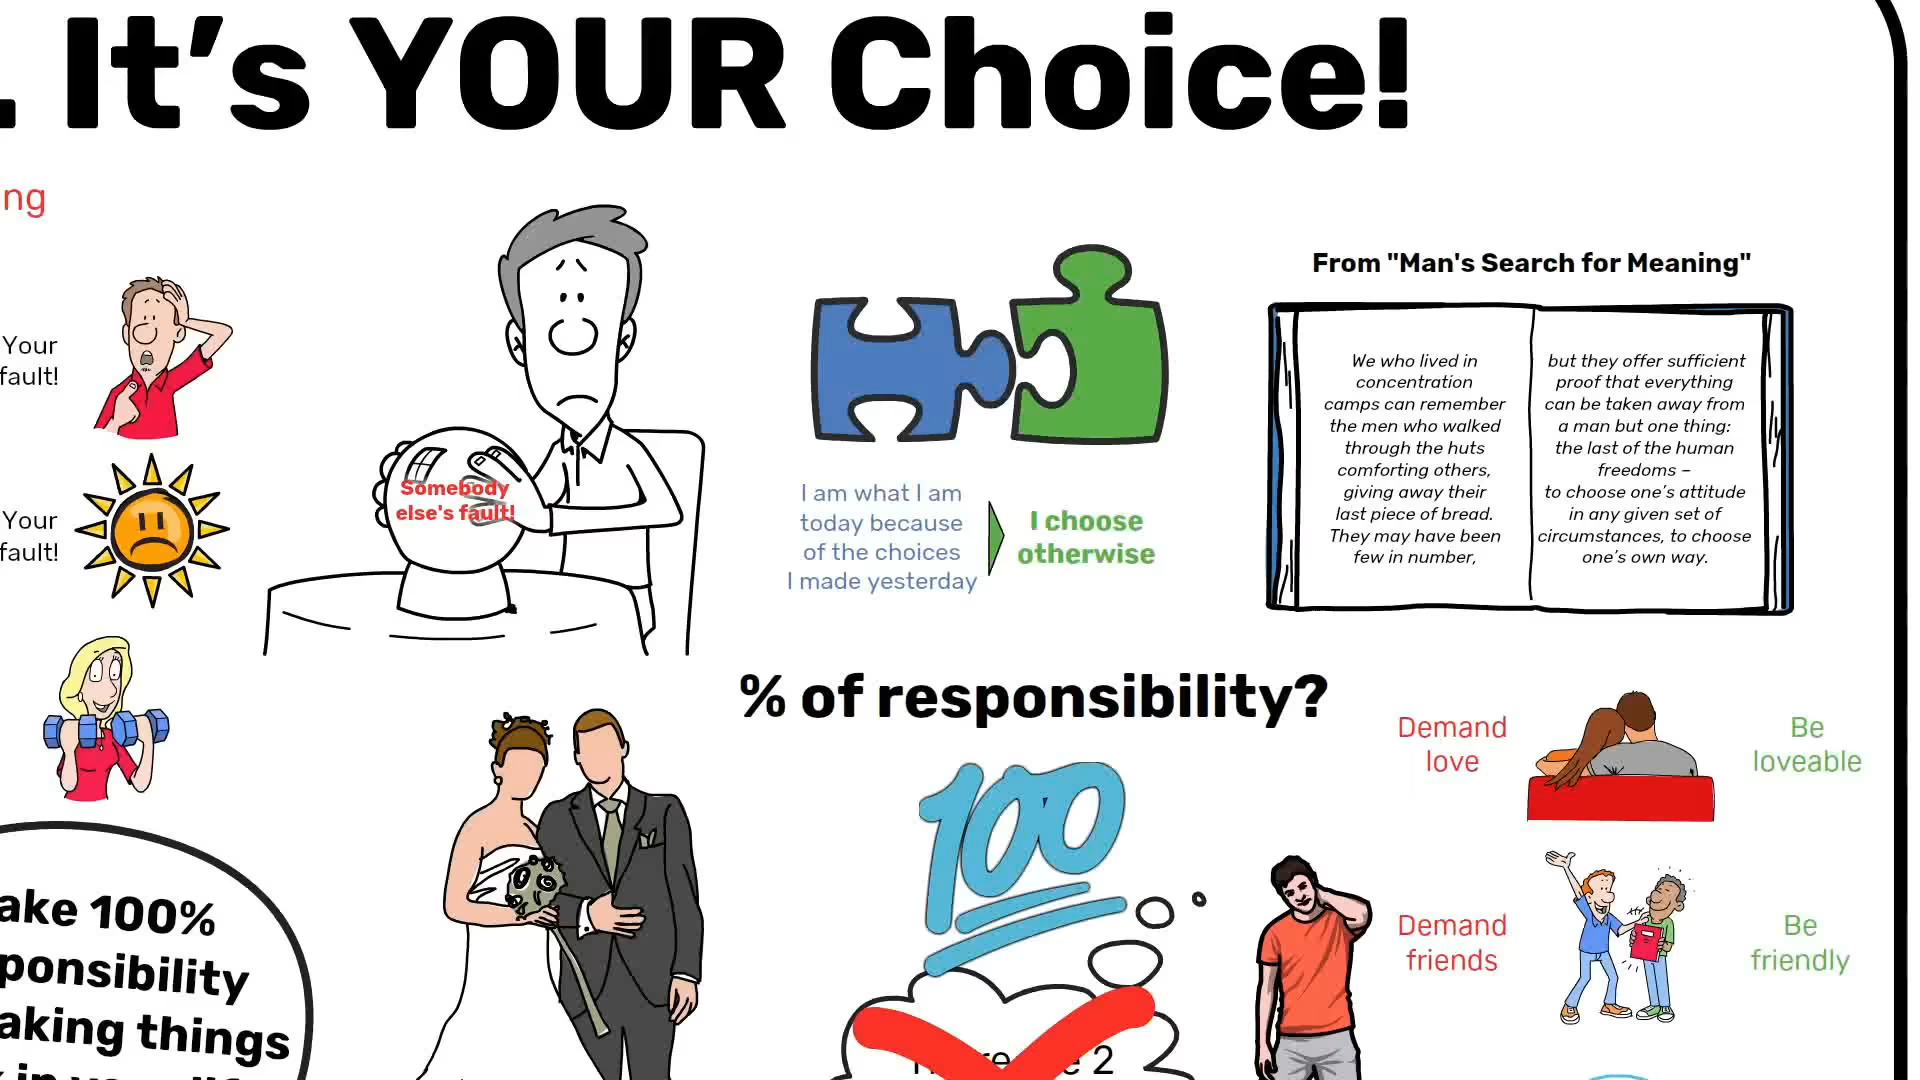 . It's YOUR Choice!
ng
Your
fault!
Your
fault!
Somebody
else's fault!
I am what I am
today because
of the choices
I made yesterday
I choose
otherwise
From "Man's Search for Meaning"
We who lived in
concentration
camps can remember
the men who walked
through the huts
comforting others,
giving away their
last piece of bread.
They may have been
few in number,
but they offer sufficient
proof that everything
can be taken away from
a man but one thing:
the last of the human
freedoms –
to choose one's attitude
in any given set of
circumstances, to choose
one's own way.
% of responsibility?
100
Demand
love
Be
loveable
Demand
friends
Be
friendly
ake 100%
ponsibility
aking things
2